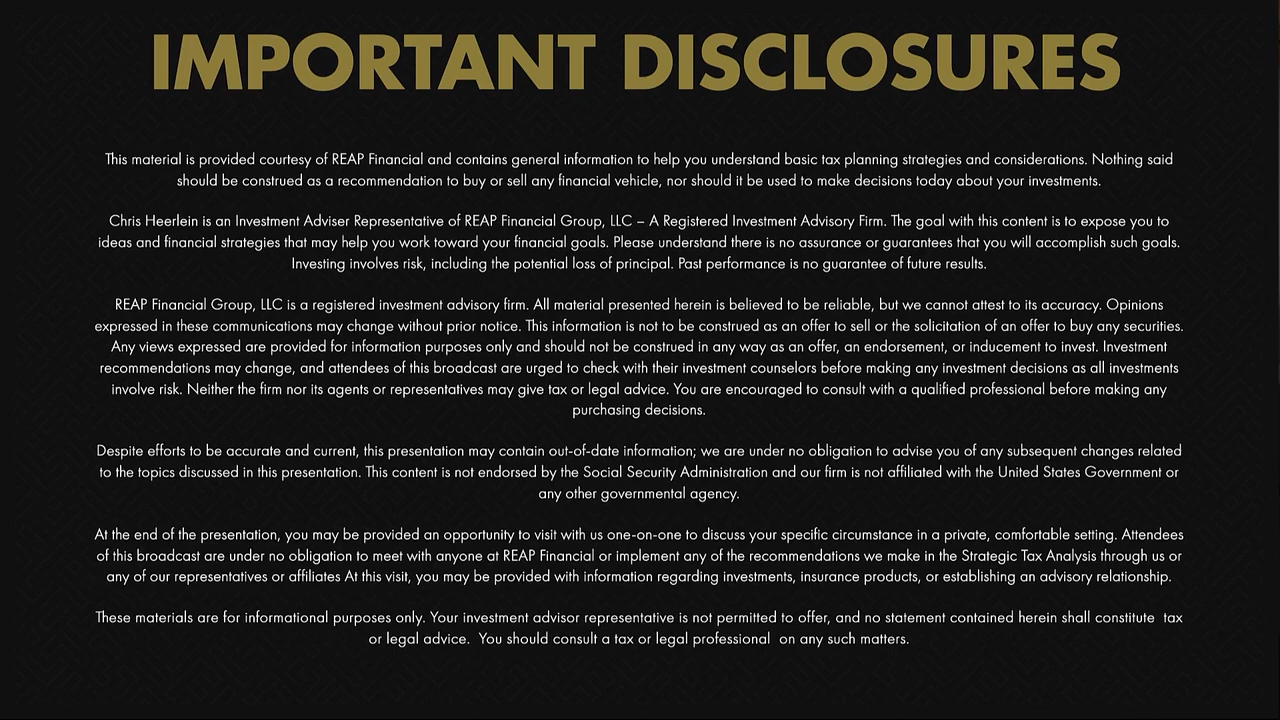 IMPORTANT DISCLOSURES
This material is provided courtesy of REAP Financial and contains general information to help you understand basic tax planning strategies and considerations. Nothing said
should be construed as a recommendation to buy or sell any financial vehicle, nor should it be used to make decisions today about your investments.
Chris Heerlein is an Investment Adviser Representative of REAP Financial Group, LLC – A Registered Investment Advisory Firm. The goal with this content is to expose you to
ideas and financial strategies that may help you work toward your financial goals. Please understand there is no assurance or guarantees that you will accomplish such goals.
Investing involves risk, including the potential loss of principal. Past performance is no guarantee of future results.
REAP Financial Group, LLC is a registered investment advisory firm. All material presented herein is believed to be reliable, but we cannot attest to its accuracy. Opinions
expressed in these communications may change without prior notice. This information is not to be construed as an offer to sell or the solicitation of an offer to buy any securities.
Any views expressed are provided for information purposes only and should not be construed in any way as an offer, an endorsement, or inducement to invest. Investment
recommendations may change, and attendees of this broadcast are urged to check with their investment counselors before making any investment decisions as all investments
involve risk. Neither the firm nor its agents or representatives may give tax or legal advice. You are encouraged to consult with a qualified professional before making any
purchasing decisions.
Despite efforts to be accurate and current, this presentation may contain out-of-date information; we are under no obligation to advise you of any subsequent changes related
to the topics discussed in this presentation. This content is not endorsed by the Social Security Administration and our firm is not affiliated with the United States Government or
any other governmental agency.
At the end of the presentation, you may be provided an opportunity to visit with us one-on-one to discuss your specific circumstance in a private, comfortable setting. Attendees
of this broadcast are under no obligation to meet with anyone at REAP Financial or implement any of the recommendations we make in the Strategic Tax Analysis through us or
any of our representatives or affiliates At this visit, you may be provided with information regarding investments, insurance products, or establishing an advisory relationship.
These materials are for informational purposes only. Your investment advisor representative is not permitted to offer, and no statement contained herein shall constitute  tax
or legal advice.  You should consult a tax or legal professional  on any such matters.